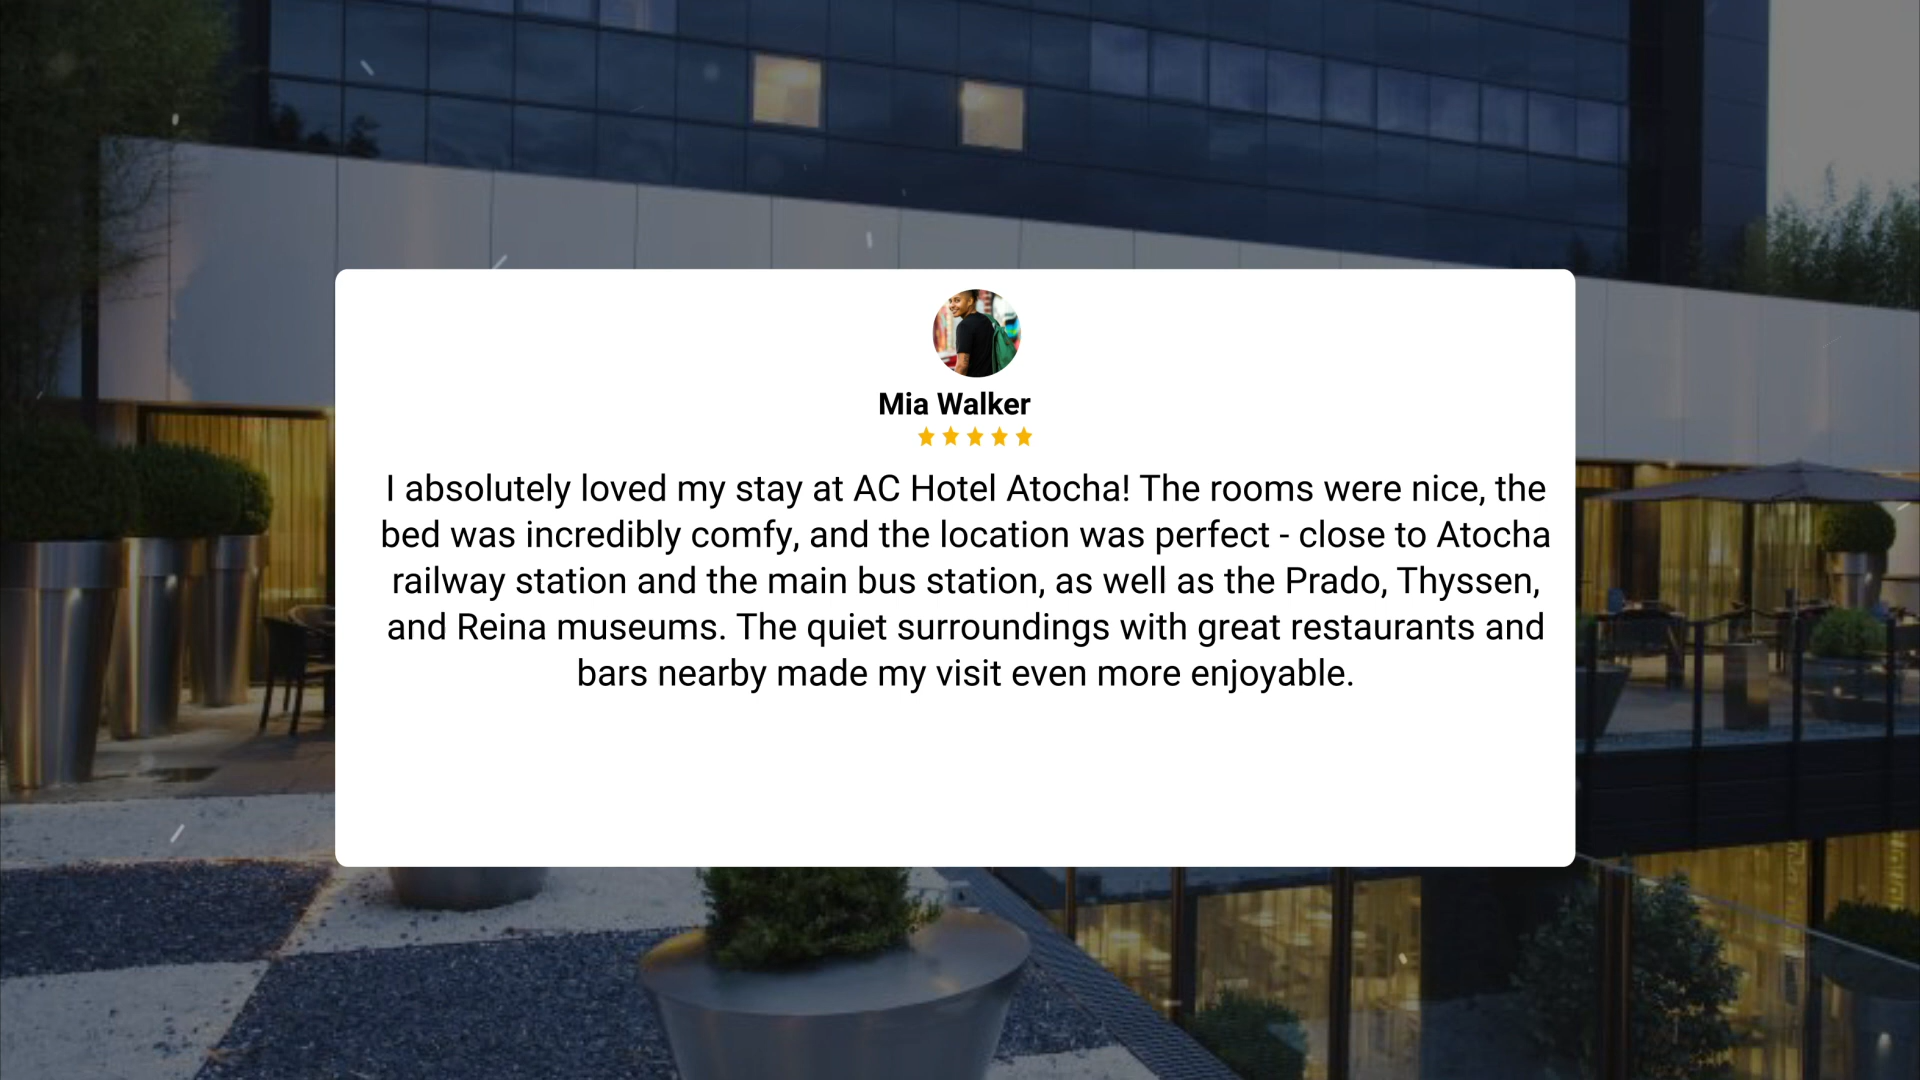 Mia Walker
I absolutely loved my stay at AC Hotel Atocha! The rooms were nice, the
bed was incredibly comfy, and the location was perfect - close to Atocha
railway station and the main bus station, as well as the Prado, Thyssen,
and Reina museums. The quiet surroundings with great restaurants and
bars nearby made my visit even more enjoyable.